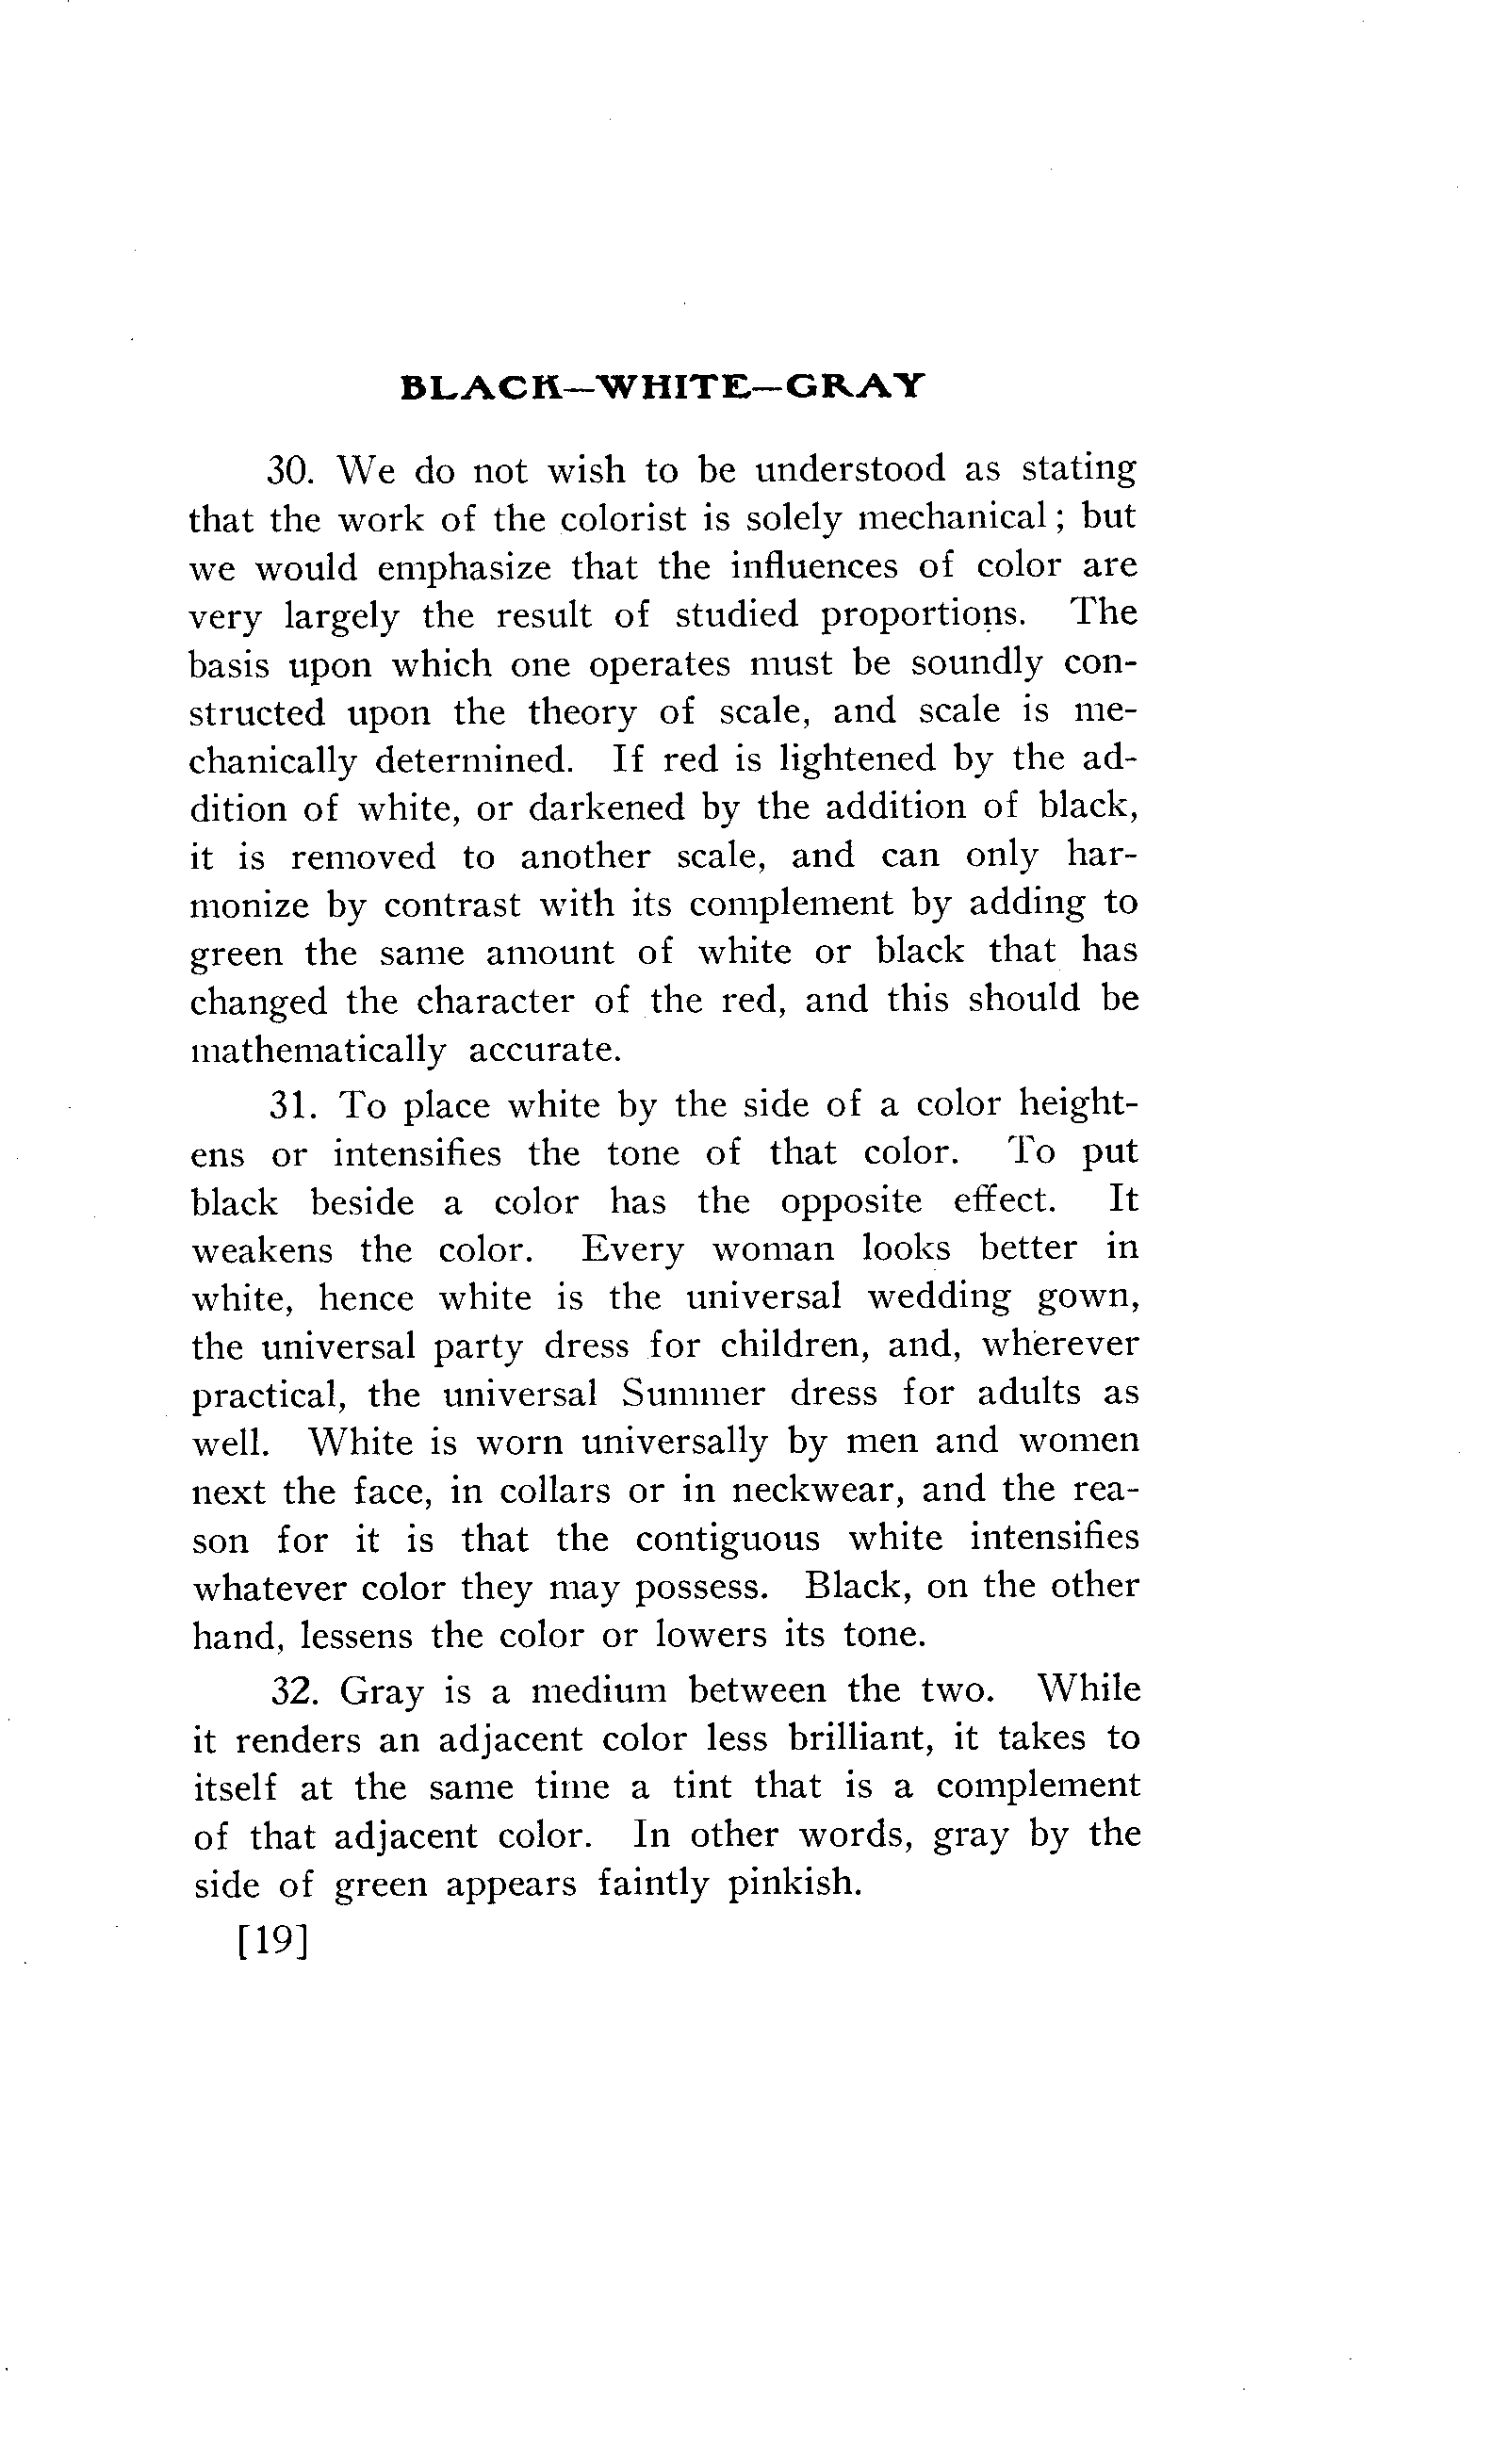 BLACK—WHITE—GRAY
30. We do not wish to be understood as stating
that the work of the colorist is solely mechanical; but
we would emphasize that the influences of color are
very largely the result of studied proportions. The
basis upon which one operates must be soundly con-
structed upon the theory of scale, and scale is me-
chanically determined. If red is lightened by the ad-
dition of white, or darkened by the addition of black,
it is removed to another scale, and can only har-
monize by contrast with its complement by adding to
green the same amount of white or black that has
changed the character of the red, and this should be
mathematically accurate.
31. To place white by the side of a color height-
ens or intensifies the tone of that color. To put
black beside a color has the opposite effect. It
weakens the color. Every woman looks better in
white, hence white is the universal wedding gown,
the universal party dress for children, and, wherever
practical, the universal Summer dress for adults as
well. White is worn universally by men and women
next the face, in collars or in neckwear, and the rea-
son for it is that the contiguous white intensifies
whatever color they may possess. Black, on the other
hand, lessens the color or lowers its tone.
32. Gray is a medium between the two. While
it renders an adjacent color less brilliant, it takes to
itself at the same time a tint that is a complement
of that adjacent color. In other words, gray by the
side of green appears faintly pinkish.
[19]